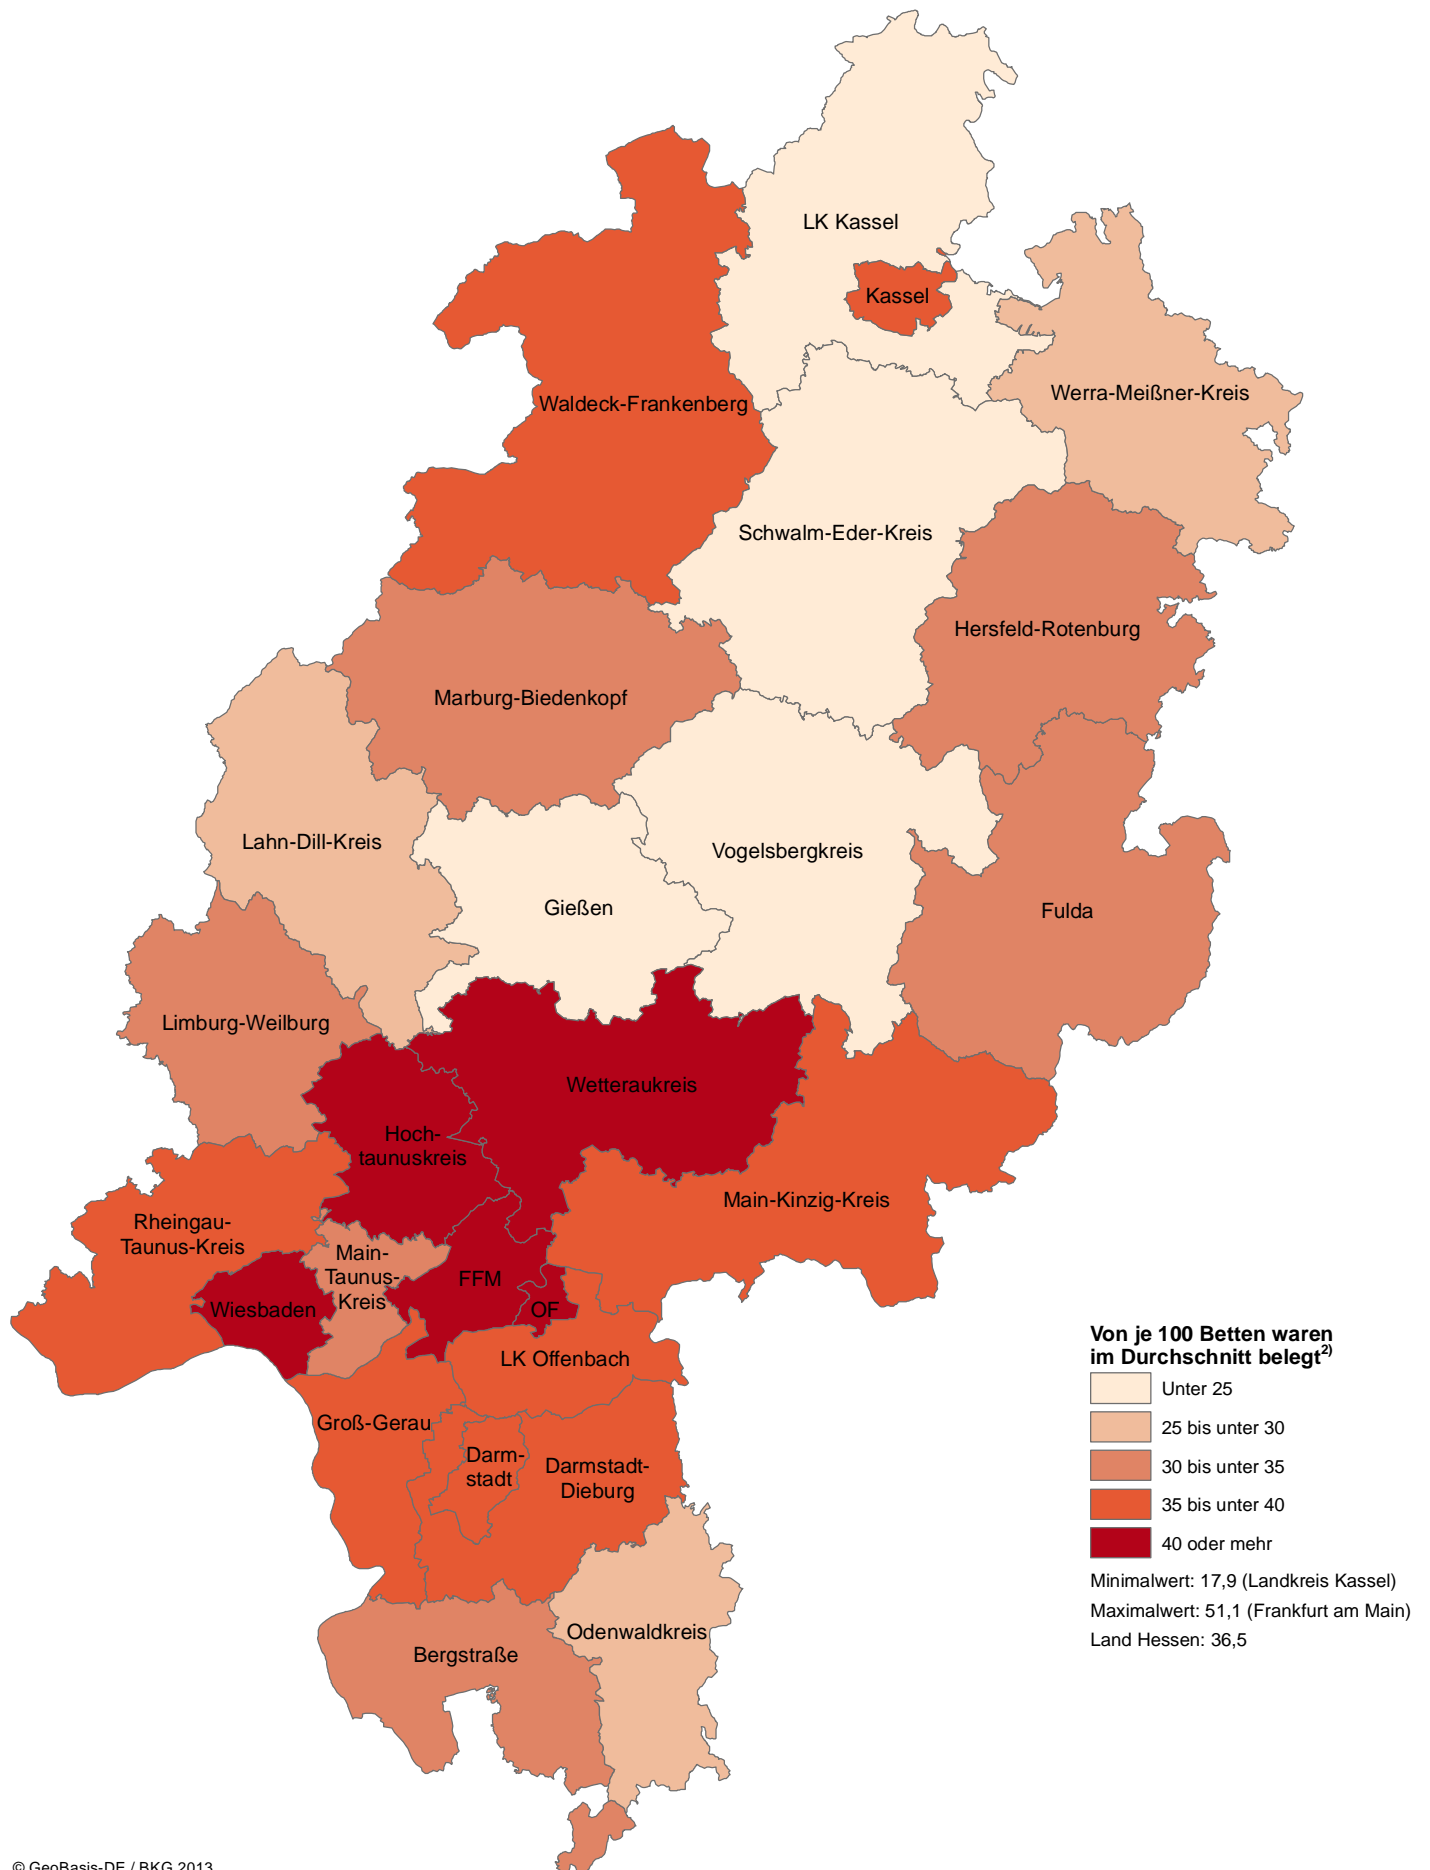 LK Kassel
Kassel
Werra-Meißner-Kreis
Waldeck-Frankenberg
Schwalm-Eder-Kreis
Hersfeld-Rotenburg
Marburg-Biedenkopf
Lahn-Dill-Kreis
Vogelsbergkreis
Gießen
Fulda
Limburg-Weilburg
Wetteraukreis
Hoch-
taunuskreis
Main-Kinzig-Kreis
Rheingau-
Taunus-Kreis
Main-
Taunus-
Kreis
FFM
Wiesbaden
OF
LK Offenbach
Groß-Gerau
Darm-
stadt
Darmstadt-
Dieburg
Odenwaldkreis
Bergstraße
Von je 100 Betten waren
im Durchschnitt belegt2)
Unter 25
25 bis unter 30
30 bis unter 35
35 bis unter 40
40 oder mehr
Minimalwert: 17,9 (Landkreis Kassel)
Maximalwert: 51,1 (Frankfurt am Main)
Land Hessen: 36,5
© GeoBasis-DE / BKG 2013